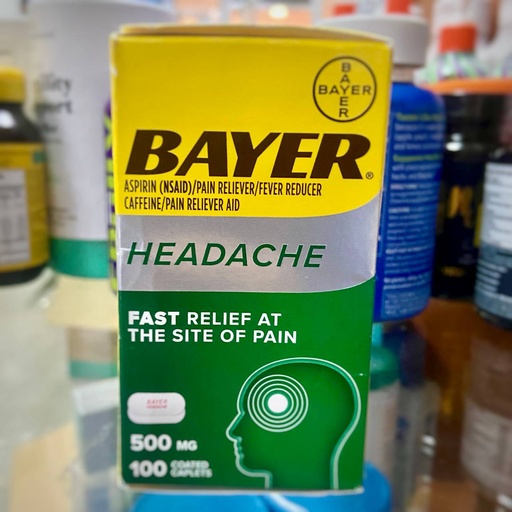 BAYER
BAYER
BAYER®
ASPIRIN (NSAID)/PAIN RELIEVER/FEVER REDUCER
CAFFEINE/PAIN RELIEVER AID
HEADACHE
FAST RELIEF AT
THE SITE OF PAIN
BAYER
500 MG
100 COATED
CAPLETS